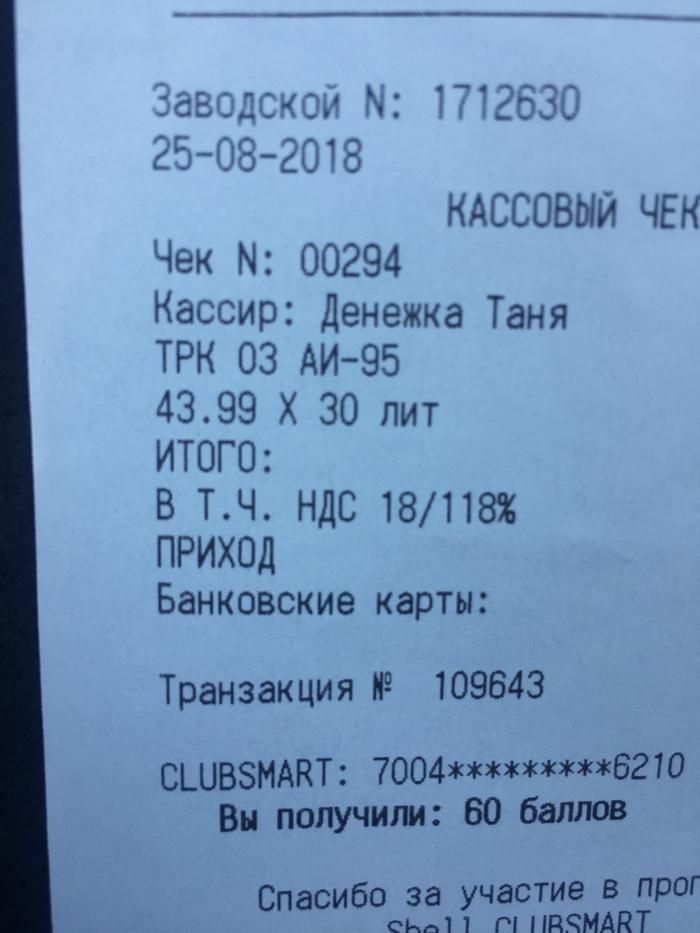 Заводской N: 1712630
25-08-2018
КАССОВЫЙ ЧЕК
Чек N: 00294
Кассир: Денежка Таня
ТРК 03 АИ-95
43.99 X 30 лит
ИТОГО:
В Т.Ч. НДС 18/118%
ПРИХОД
Банковские карты:
Транзакция № 109643
CLUBSMART: 7004*********6210
Вы получили: 60 баллов
Спасибо за участие в прог
Shell CLUBSMART